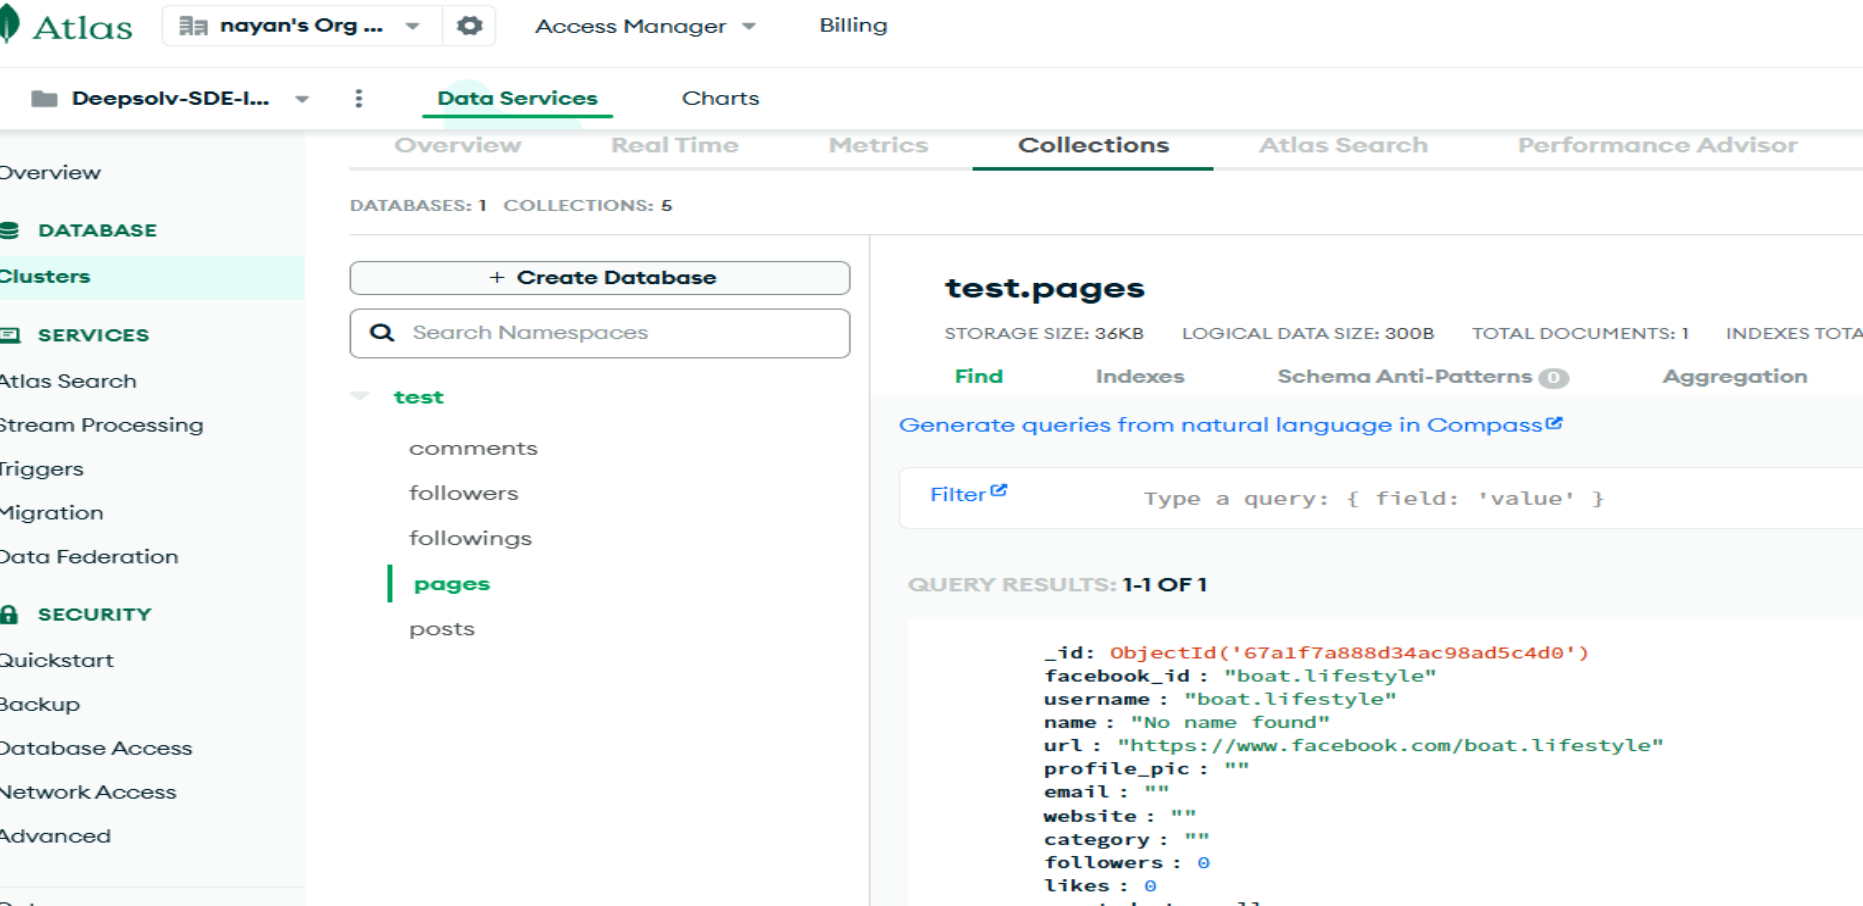 Atlas nayan's Org ... Access Manager Billing
Deepsolv-SDE-I... Data Services Charts
Overview Real Time Metrics Collections Atlas Search Performance Advisor
Overview
DATABASE
Clusters
SERVICES
Atlas Search
Stream Processing
Triggers
Migration
Data Federation
SECURITY
Quickstart
Backup
Database Access
Network Access
Advanced
DATABASES: 1 COLLECTIONS: 5
+ Create Database
Search Namespaces
test
comments
followers
followings
pages
posts
test.pages
STORAGE SIZE: 36KB LOGICAL DATA SIZE: 300B TOTAL DOCUMENTS: 1 INDEXES TOTA
Find Indexes Schema Anti-Patterns 0 Aggregation
Generate queries from natural language in Compass
Filter Type a query: { field: 'value' }
QUERY RESULTS: 1-1 OF 1
_id: ObjectId('67a1f7a888d34ac98ad5c4d0')
facebook_id : "boat.lifestyle"
username : "boat.lifestyle"
name : "No name found"
url : "https://www.facebook.com/boat.lifestyle"
profile_pic : ""
email : ""
website : ""
category : ""
followers : 0
likes : 0